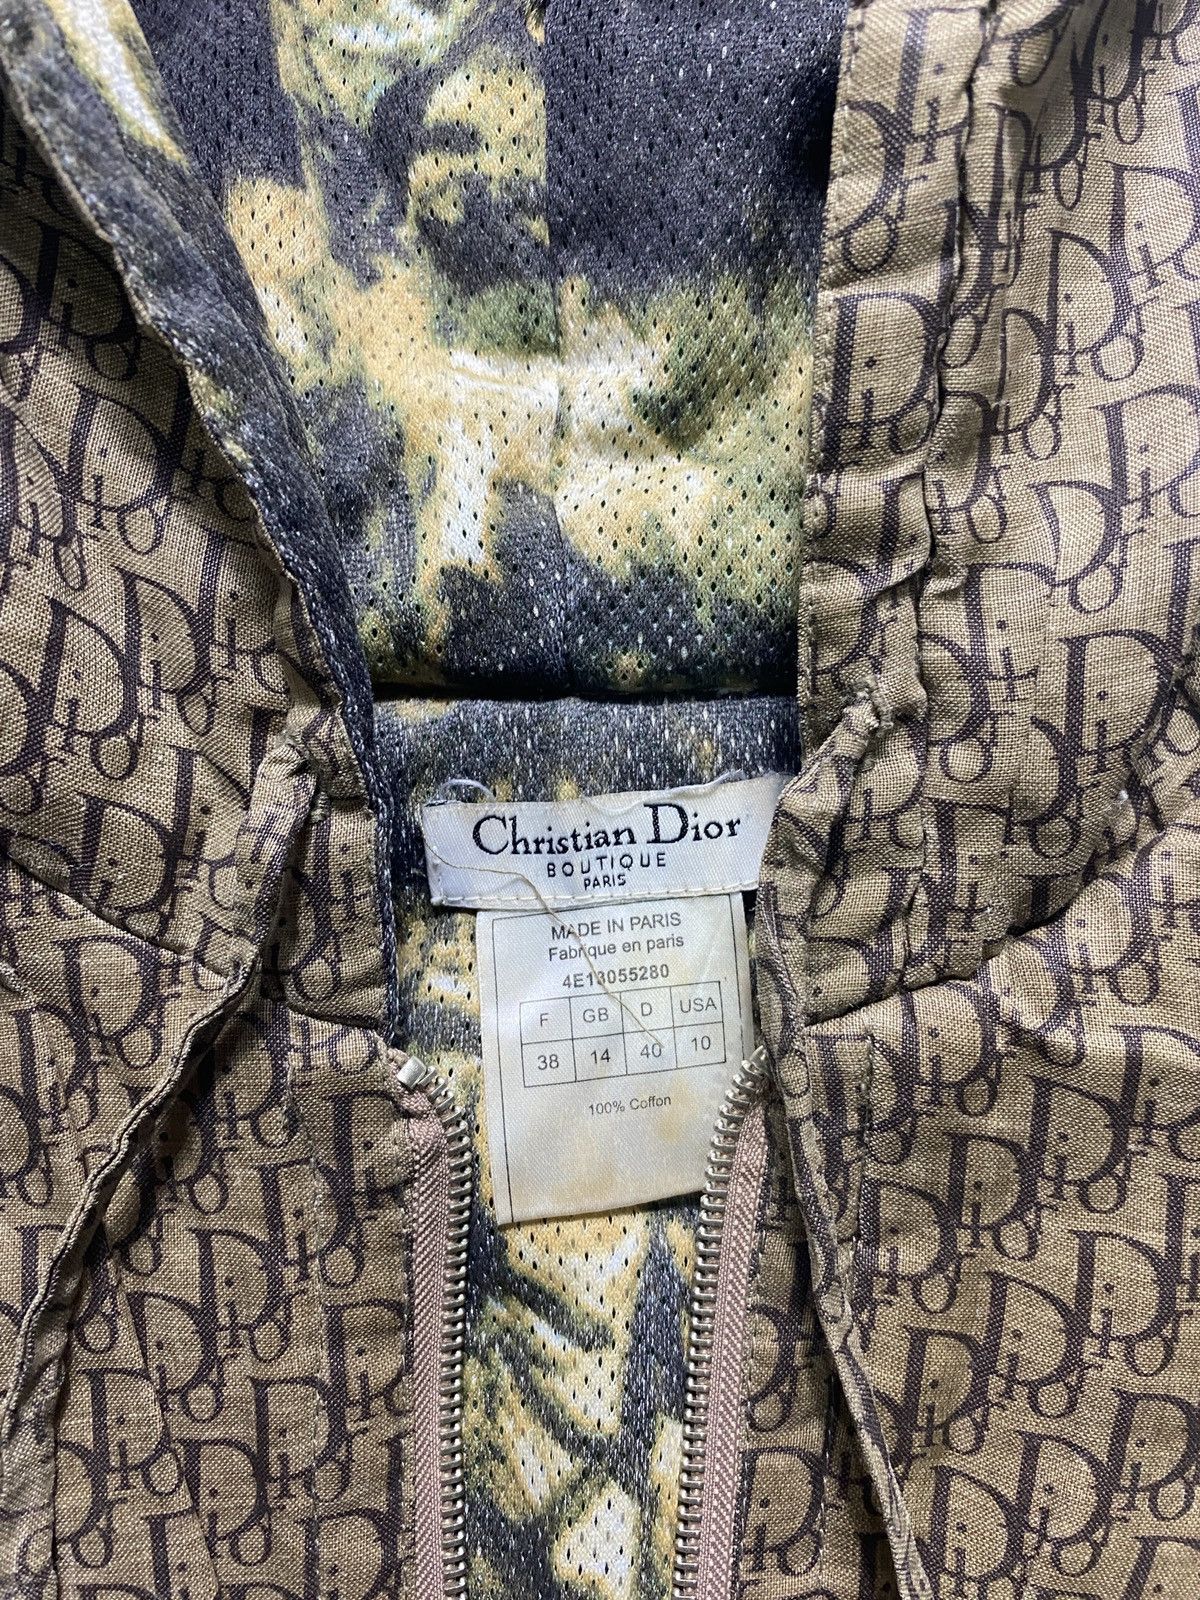 Christian Dior
BOUTIQUE
PARIS
MADE IN PARIS
Fabrique en paris
4E13055280
F GB D USA
38 14 40 10
100% Coffon
Dior